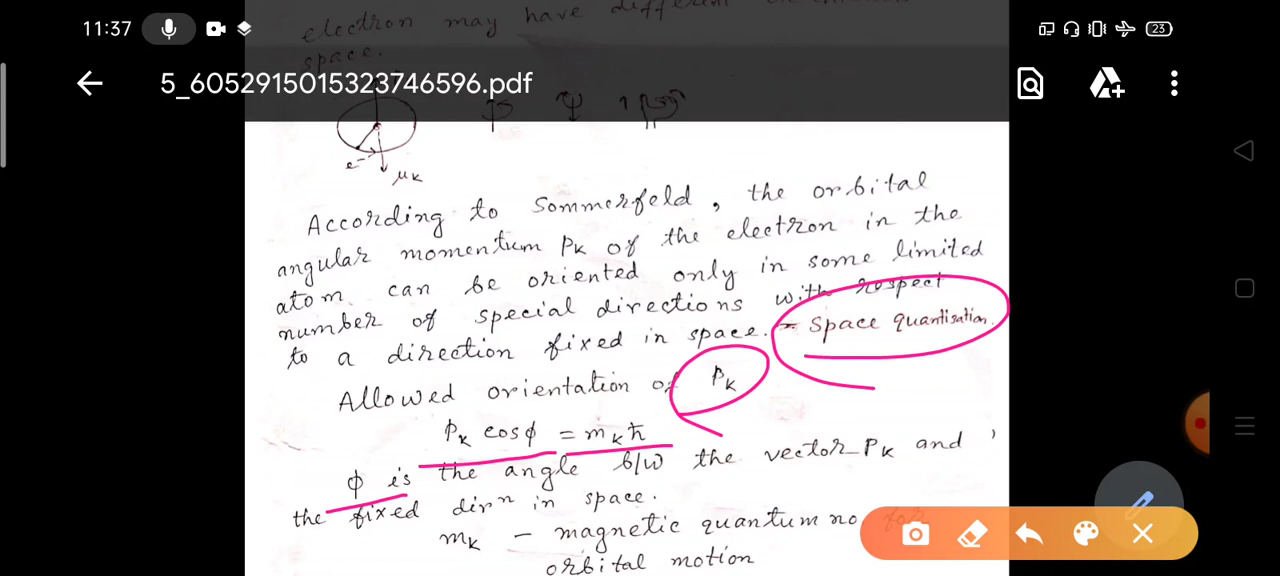 11:37
23
electron may have
space.
5_6052915015323746596.pdf
e⁻
μK
According to Sommerfeld, the orbital
angular momentum PK of the electron in the
atom can be oriented only in some limited
number of special directions with respect
to a direction fixed in space. - Space quantisation.
Allowed orientation of PK
PK cosϕ = mKħ
ϕ is the angle b/w the vector PK and
the fixed dirⁿ in space.
mK - magnetic quantum no for
orbital motion